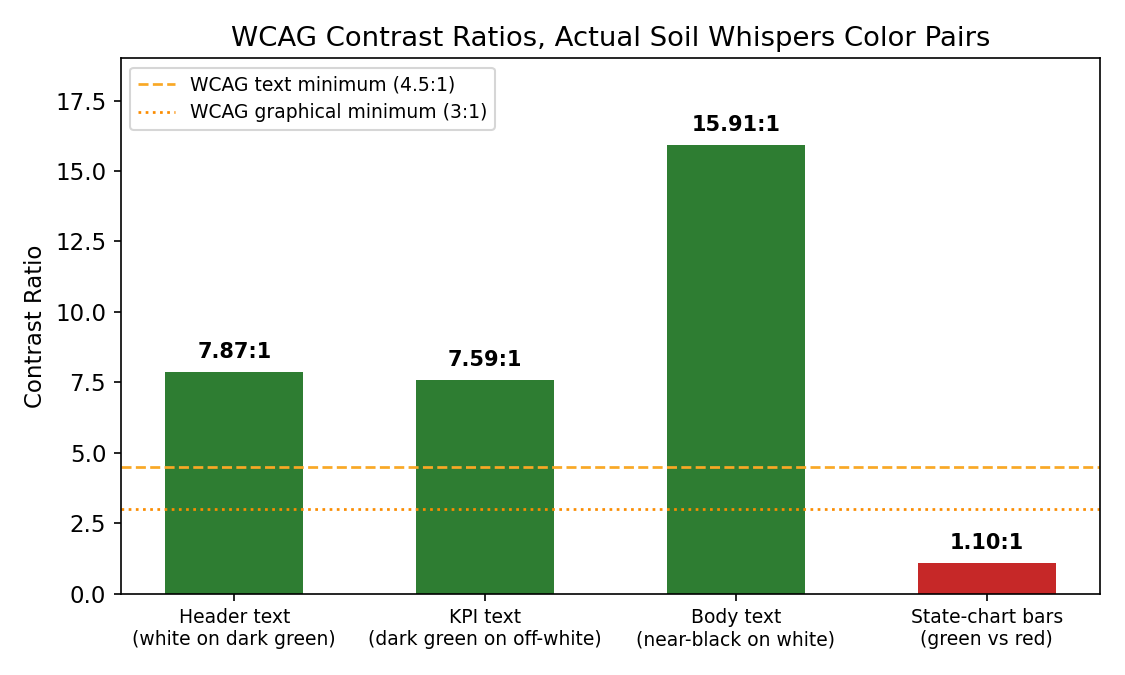 WCAG Contrast Ratios, Actual Soil Whispers Color Pairs
WCAG text minimum (4.5:1)
WCAG graphical minimum (3:1)
Contrast Ratio
17.5
15.0
12.5
10.0
7.5
5.0
2.5
0.0
7.87:1
7.59:1
15.91:1
1.10:1
Header text
(white on dark green)
KPI text
(dark green on off-white)
Body text
(near-black on white)
State-chart bars
(green vs red)